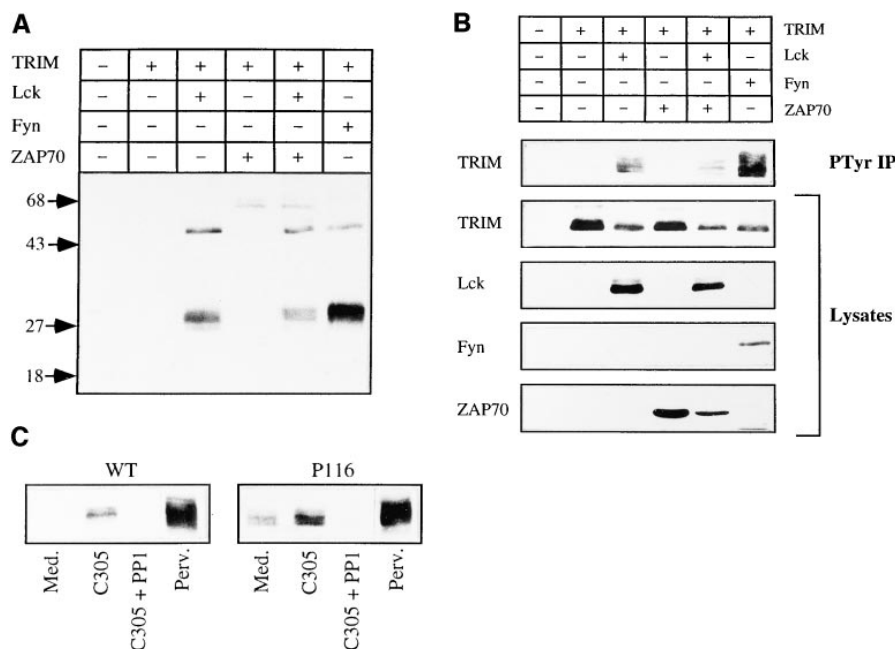 A
TRIM – + + + + +
Lck – – + – + –
Fyn – – – – – +
ZAP70 – – – + + –
68
43
27
18
B
– + + + + + TRIM
– – + – + – Lck
– – – – – + Fyn
– – – + + – ZAP70
TRIM PTyr IP
TRIM
Lck
Fyn
ZAP70
Lysates
C
WT P116
Med. C305 C305 + PP1 Perv. Med. C305 C305 + PP1 Perv.